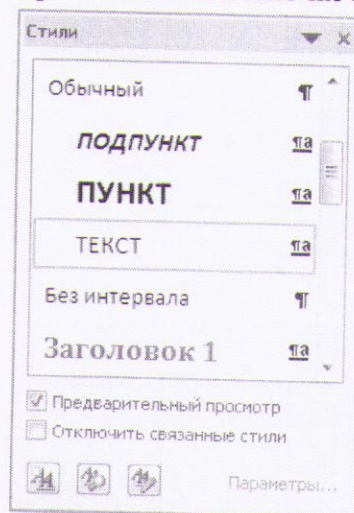 Стили
Обычный ¶
ПОДПУНКТ ¶a
ПУНКТ ¶a
ТЕКСТ ¶a
Без интервала ¶
Заголовок 1 ¶a
Предварительный просмотр
Отключить связанные стили
Параметры...